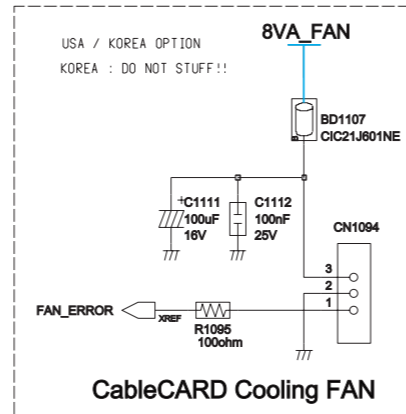 8VA_FAN
USA / KOREA OPTION
KOREA : DO NOT STUFF!!
BD1107
CIC21J601NE
C1111
100uF
16V
C1112
100nF
25V
CN1094
3
2
1
FAN_ERROR
XREF
R1095
100ohm
CableCARD Cooling FAN